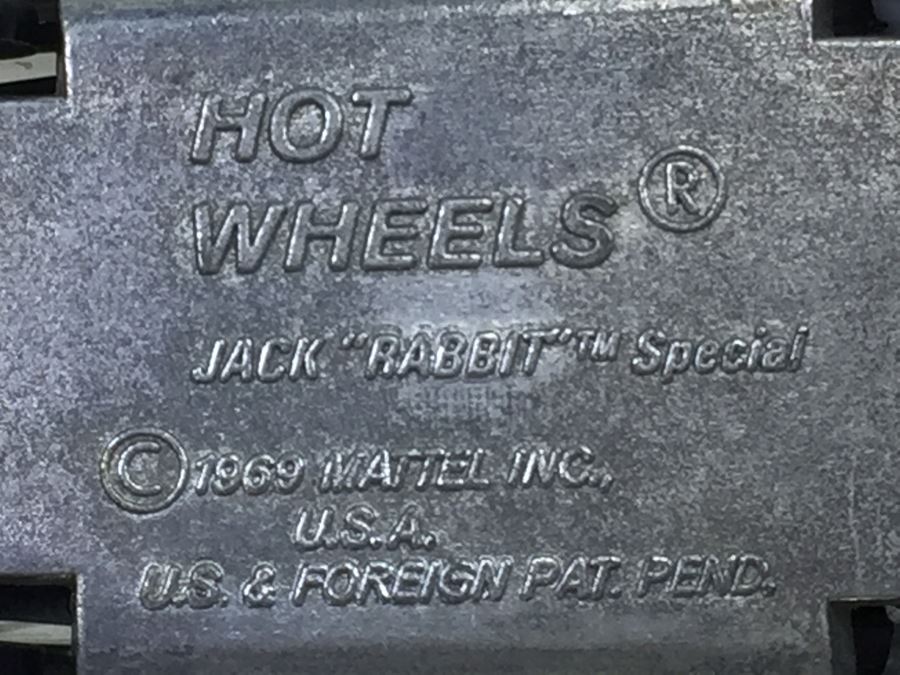 HOT
WHEELS®
JACK "RABBIT"™ Special
©1969 MATTEL INC.,
U.S.A.
U.S. & FOREIGN PAT. PEND.